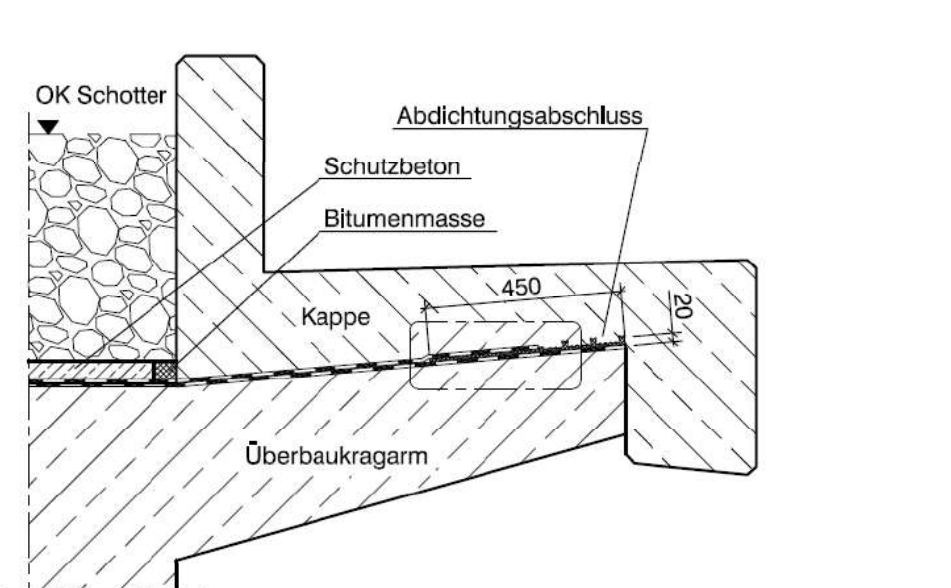 OK Schotter
Abdichtungsabschluss
Schutzbeton
Bitumenmasse
450
20
Kappe
Überbaukragarm